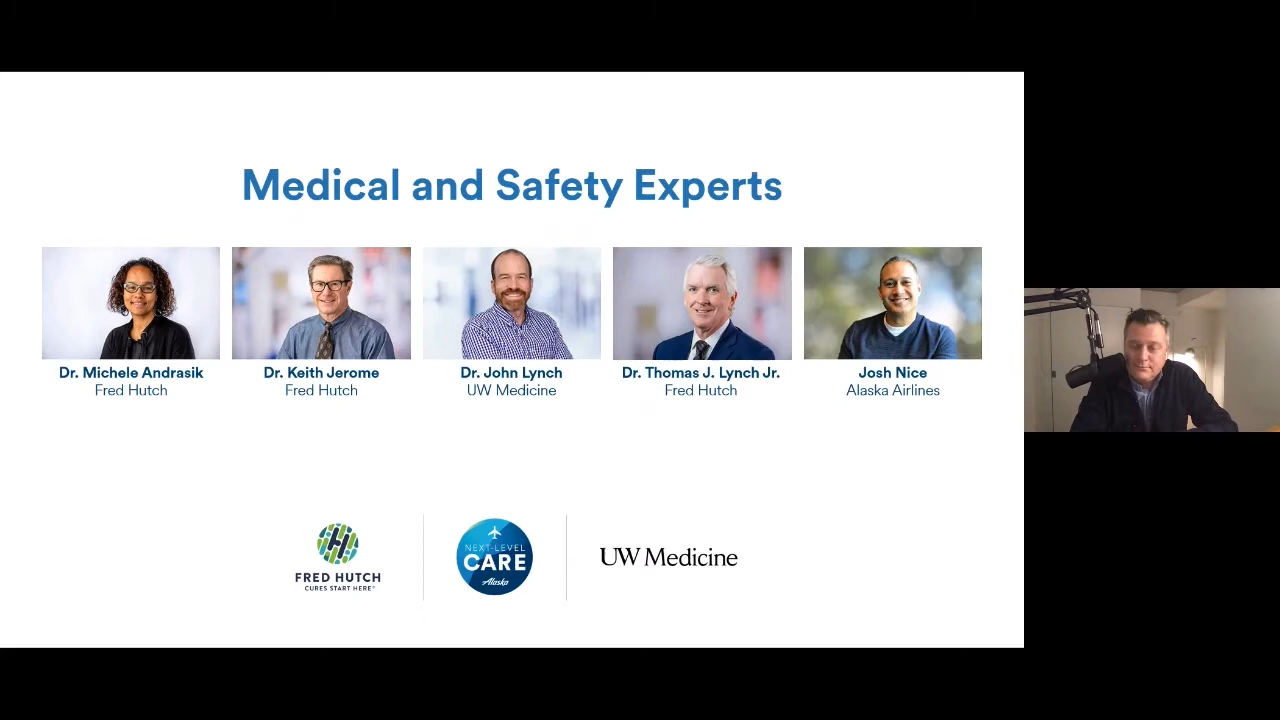 Medical and Safety Experts
Dr. Michele Andrasik
Fred Hutch
Dr. Keith Jerome
Fred Hutch
Dr. John Lynch
UW Medicine
Dr. Thomas J. Lynch Jr.
Fred Hutch
Josh Nice
Alaska Airlines
FRED HUTCH
CURES START HERE®
NEXT-LEVEL
CARE
Alaska
UW Medicine